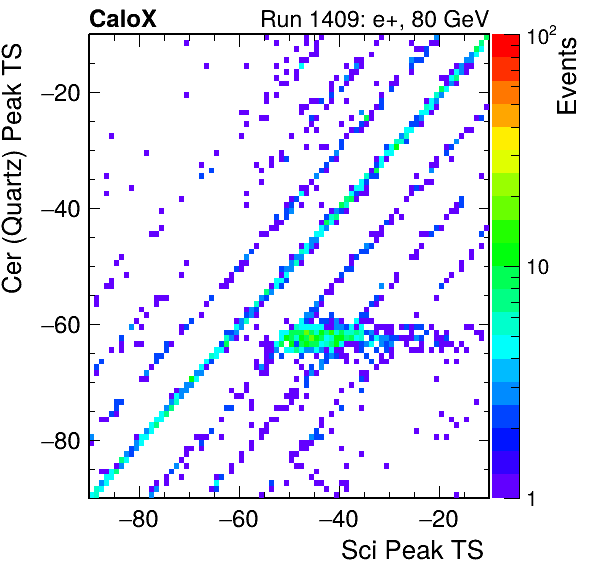 CaloX Run 1409: e+, 80 GeV
Cer (Quartz) Peak TS
−20
−40
−60
−80
−80 −60 −40 −20
Sci Peak TS
10²
10
1
Events